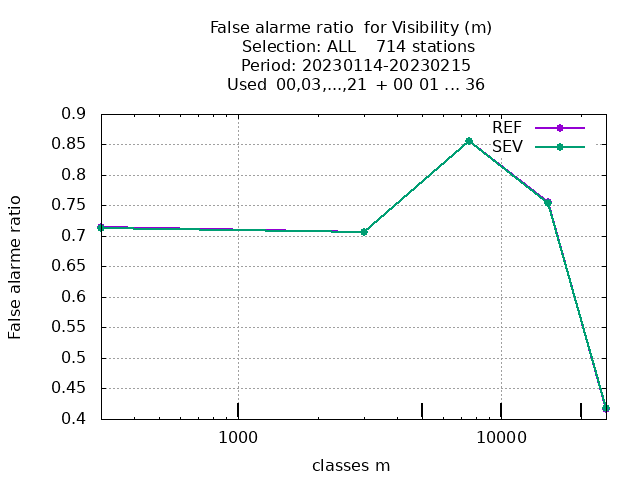 False alarme ratio  for Visibility (m)
Selection: ALL    714 stations
Period: 20230114-20230215
Used  00,03,...,21  + 00 01 ... 36
REF
SEV
0.9
0.85
0.8
0.75
0.7
0.65
0.6
0.55
0.5
0.45
0.4
False alarme ratio
1000
10000
classes m